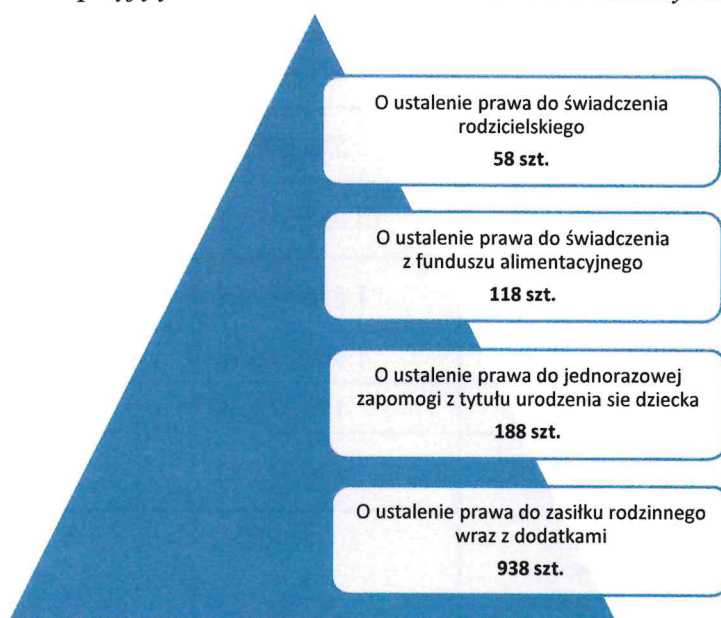 O ustalenie prawa do świadczenia
rodzicielskiego
58 szt.
O ustalenie prawa do świadczenia
z funduszu alimentacyjnego
118 szt.
O ustalenie prawa do jednorazowej
zapomogi z tytułu urodzenia sie dziecka
188 szt.
O ustalenie prawa do zasiłku rodzinnego
wraz z dodatkami
938 szt.